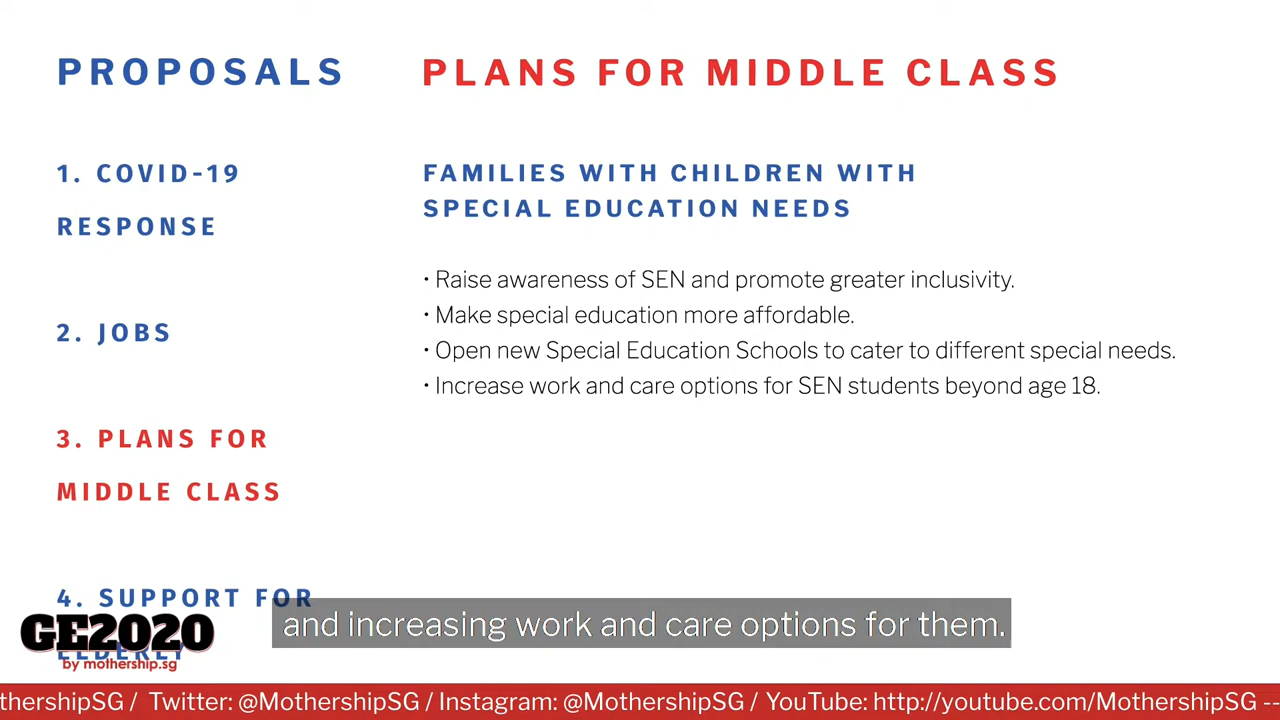 PROPOSALS
PLANS FOR MIDDLE CLASS
1. COVID-19
RESPONSE
2. JOBS
3. PLANS FOR
MIDDLE CLASS
4. SUPPORT FOR
ELDERLY
FAMILIES WITH CHILDREN WITH
SPECIAL EDUCATION NEEDS
• Raise awareness of SEN and promote greater inclusivity.
• Make special education more affordable.
• Open new Special Education Schools to cater to different special needs.
• Increase work and care options for SEN students beyond age 18.
and increasing work and care options for them.
GE2020
by mothership.sg
thershipSG / Twitter: @MothershipSG / Instagram: @MothershipSG / YouTube: http://youtube.com/MothershipSG --